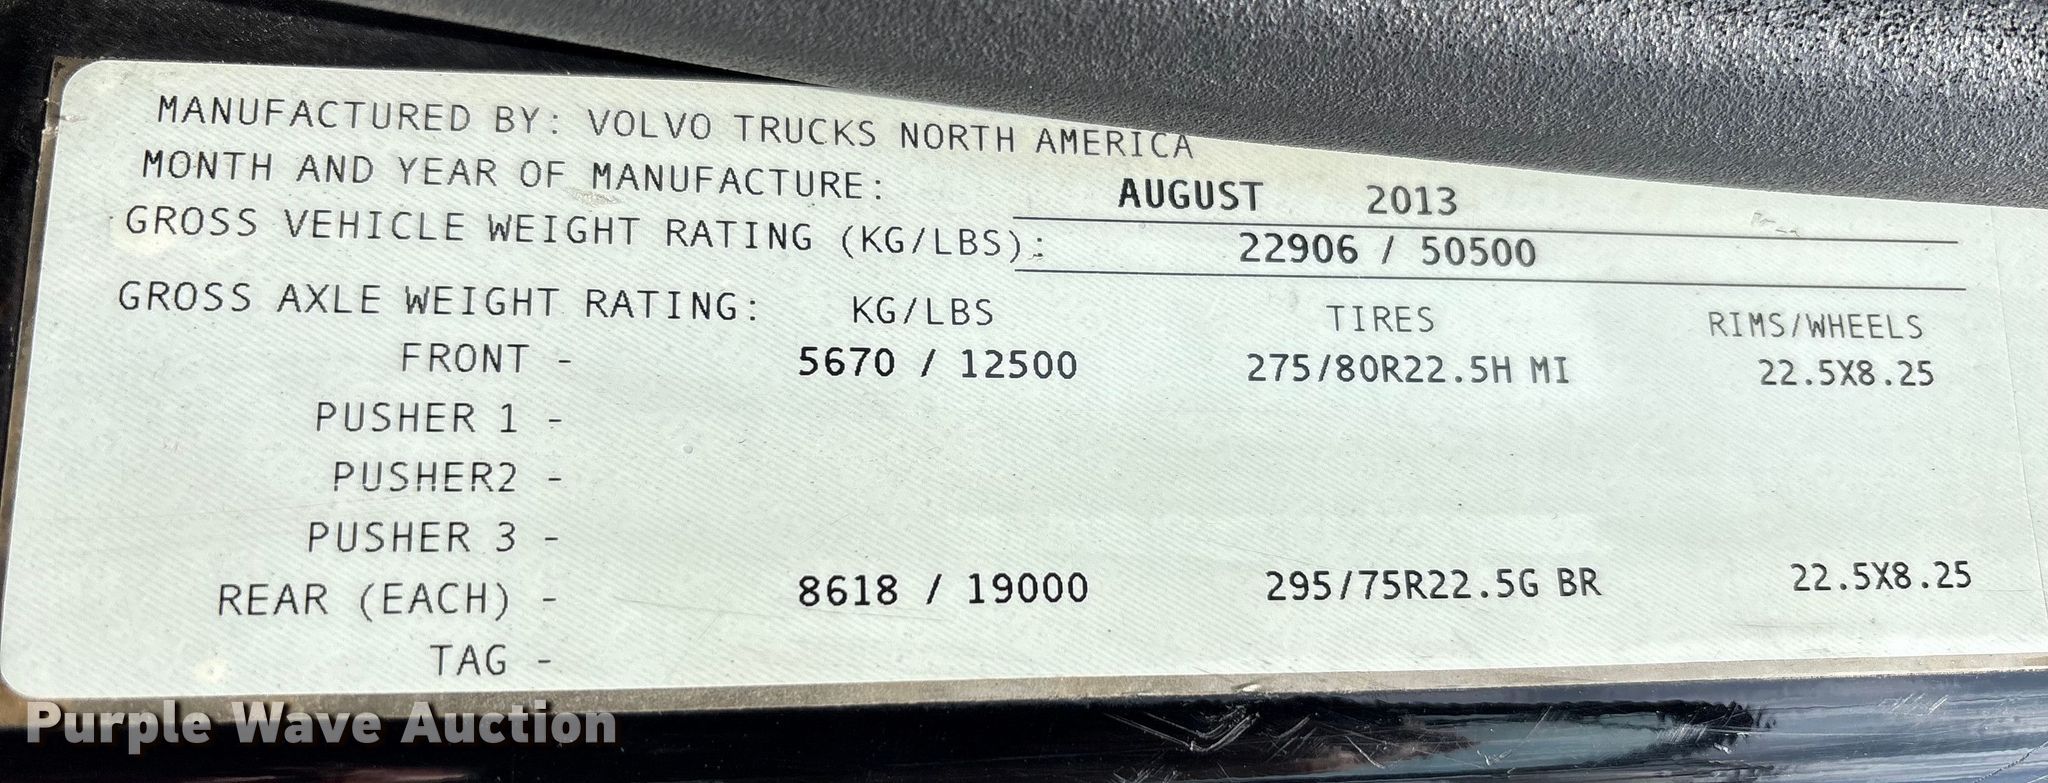 MANUFACTURED BY: VOLVO TRUCKS NORTH AMERICA
MONTH AND YEAR OF MANUFACTURE: AUGUST 2013
GROSS VEHICLE WEIGHT RATING (KG/LBS): 22906 / 50500
GROSS AXLE WEIGHT RATING: KG/LBS TIRES RIMS/WHEELS
FRONT - 5670 / 12500 275/80R22.5H MI 22.5X8.25
PUSHER 1 -
PUSHER2 -
PUSHER 3 -
REAR (EACH) - 8618 / 19000 295/75R22.5G BR 22.5X8.25
TAG -
Purple Wave Auction